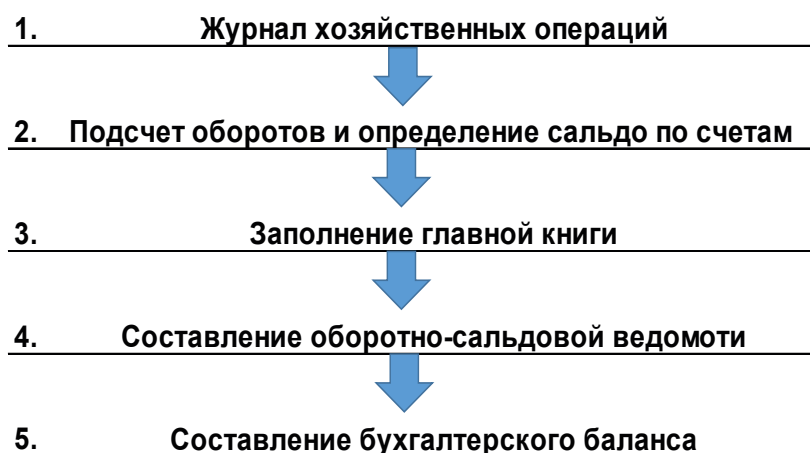 1. Журнал хозяйственных операций
2. Подсчет оборотов и определение сальдо по счетам
3. Заполнение главной книги
4. Составление оборотно-сальдовой ведомоти
5. Составление бухгалтерского баланса